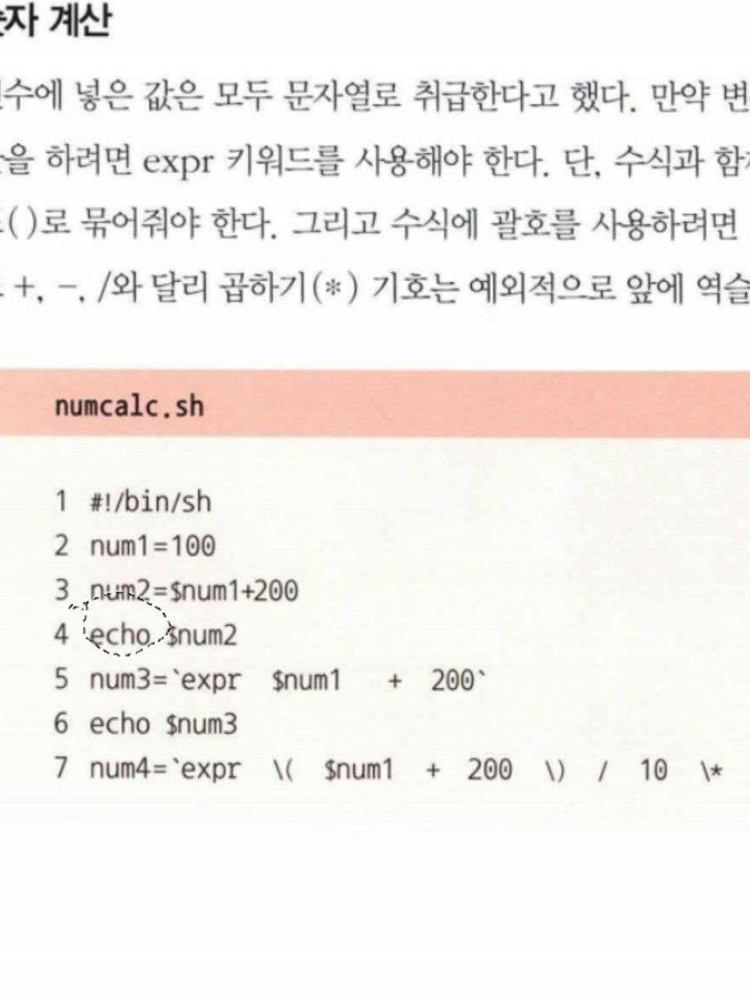 숫자 계산
변수에 넣은 값은 모두 문자열로 취급한다고 했다. 만약
하려면 expr 키워드를 사용해야 한다. 단, 수식과
( )로 묶어줘야 한다. 그리고 수식에 괄호를 사용하려면
+, -, /와 달리 곱하기(*) 기호는 예외적으로 앞에
numcalc.sh
1 #!/bin/sh
2 num1=100
3 num2=$num1+200
4 echo $num2
5 num3=`expr $num1 + 200`
6 echo $num3
7 num4=`expr \( $num1 + 200 \) / 10 \*